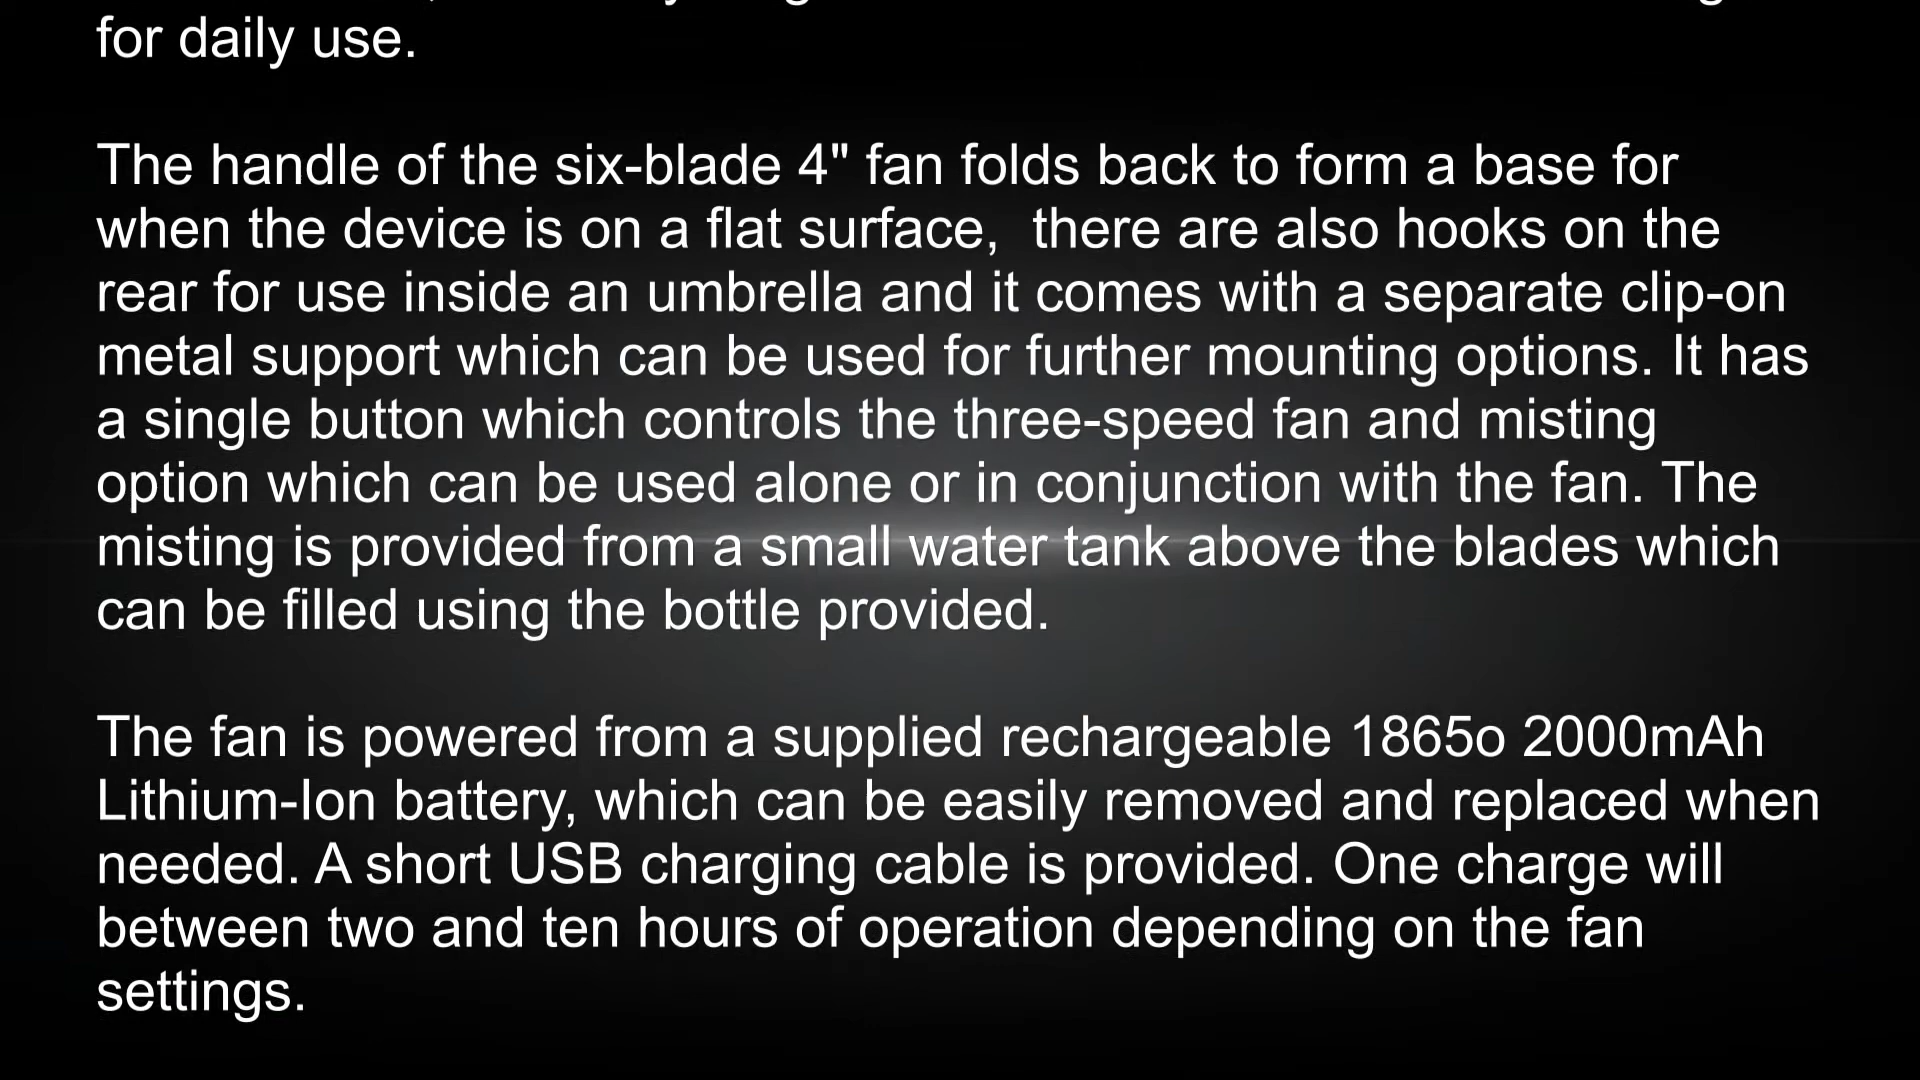 for daily use.
The handle of the six-blade 4" fan folds back to form a base for
when the device is on a flat surface,  there are also hooks on the
rear for use inside an umbrella and it comes with a separate clip-on
metal support which can be used for further mounting options. It has
a single button which controls the three-speed fan and misting
option which can be used alone or in conjunction with the fan. The
misting is provided from a small water tank above the blades which
can be filled using the bottle provided.
The fan is powered from a supplied rechargeable 1865o 2000mAh
Lithium-Ion battery, which can be easily removed and replaced when
needed. A short USB charging cable is provided. One charge will
between two and ten hours of operation depending on the fan
settings.